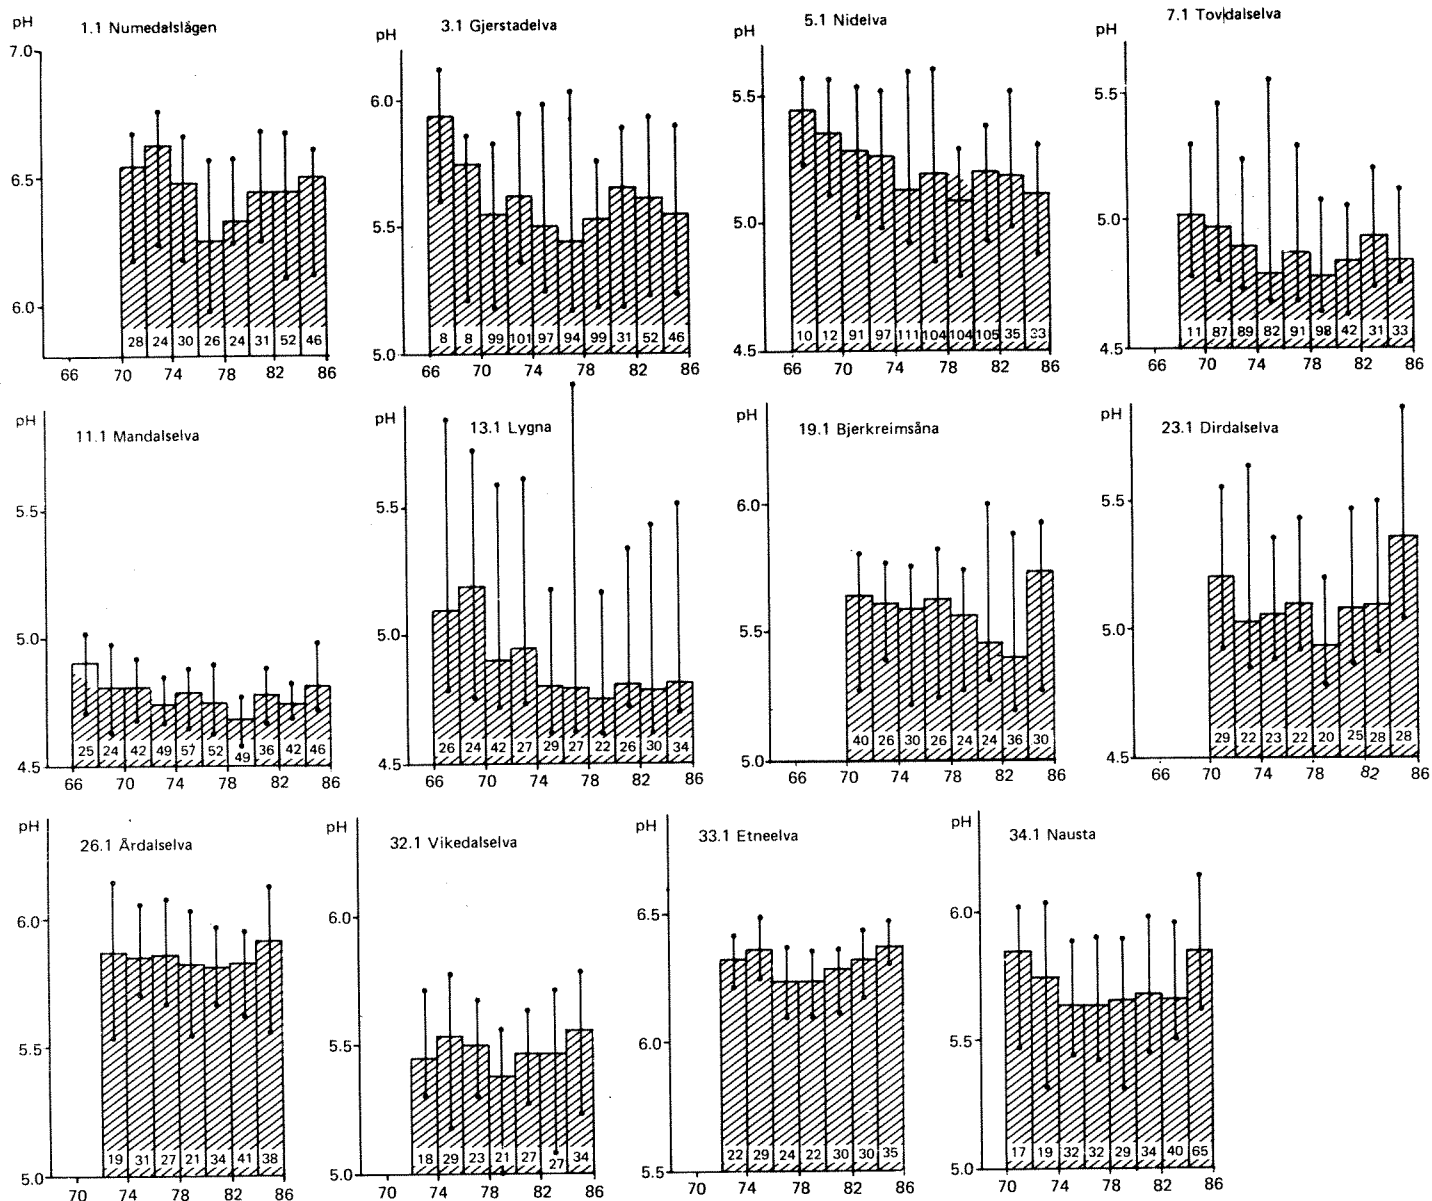 pH 1.1 Numedalslågen
7.0
6.5
6.0
28 24 30 26 24 31 52 46
66 70 74 78 82 86
pH 3.1 Gjerstadelva
6.0
5.5
5.0
8 8 99 101 97 94 99 31 52 46
66 70 74 78 82 86
pH 5.1 Nidelva
5.5
5.0
4.5
10 12 91 97 111 104 104 105 35 33
66 70 74 78 82 86
pH 7.1 Tovdalselva
5.5
5.0
4.5
11 87 89 82 91 98 42 31 33
66 70 74 78 82 86
pH 11.1 Mandalselva
5.5
5.0
4.5
25 24 42 49 57 52 49 36 42 46
66 70 74 78 82 86
pH 13.1 Lygna
5.5
5.0
4.5
26 24 42 27 29 27 22 26 30 34
66 70 74 78 82 86
pH 19.1 Bjerkreimsåna
6.0
5.5
5.0
40 26 30 26 24 24 36 30
66 70 74 78 82 86
pH 23.1 Dirdalselva
5.5
5.0
4.5
29 22 23 22 20 25 28 28
66 70 74 78 82 86
pH 26.1 Årdalselva
6.0
5.5
5.0
19 31 27 21 34 41 38
70 74 78 82 86
pH 32.1 Vikedalselva
6.0
5.5
5.0
18 29 23 21 27 27 34
70 74 78 82 86
pH 33.1 Etneelva
6.5
6.0
5.5
22 29 24 22 30 30 35
70 74 78 82 86
pH 34.1 Nausta
6.0
5.5
5.0
17 19 32 32 29 34 40 65
70 74 78 82 86